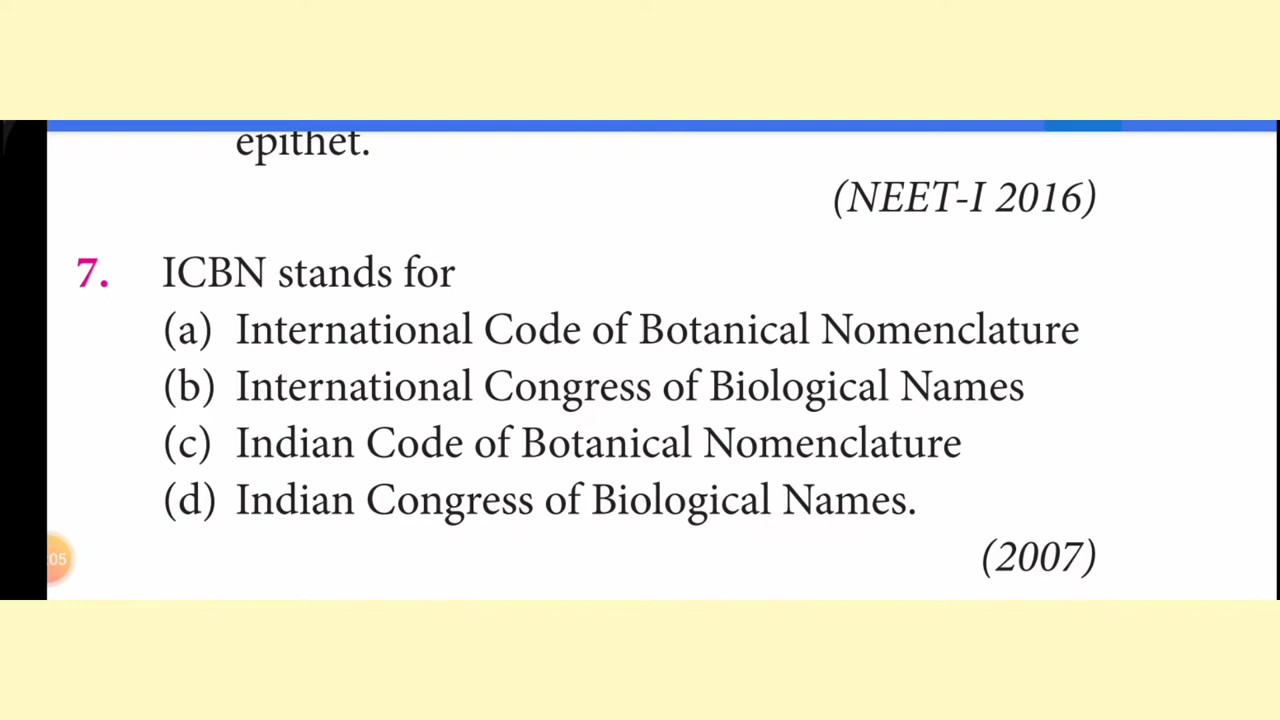 epithet.
(NEET-I 2016)
7. ICBN stands for
(a) International Code of Botanical Nomenclature
(b) International Congress of Biological Names
(c) Indian Code of Botanical Nomenclature
(d) Indian Congress of Biological Names.
:05
(2007)